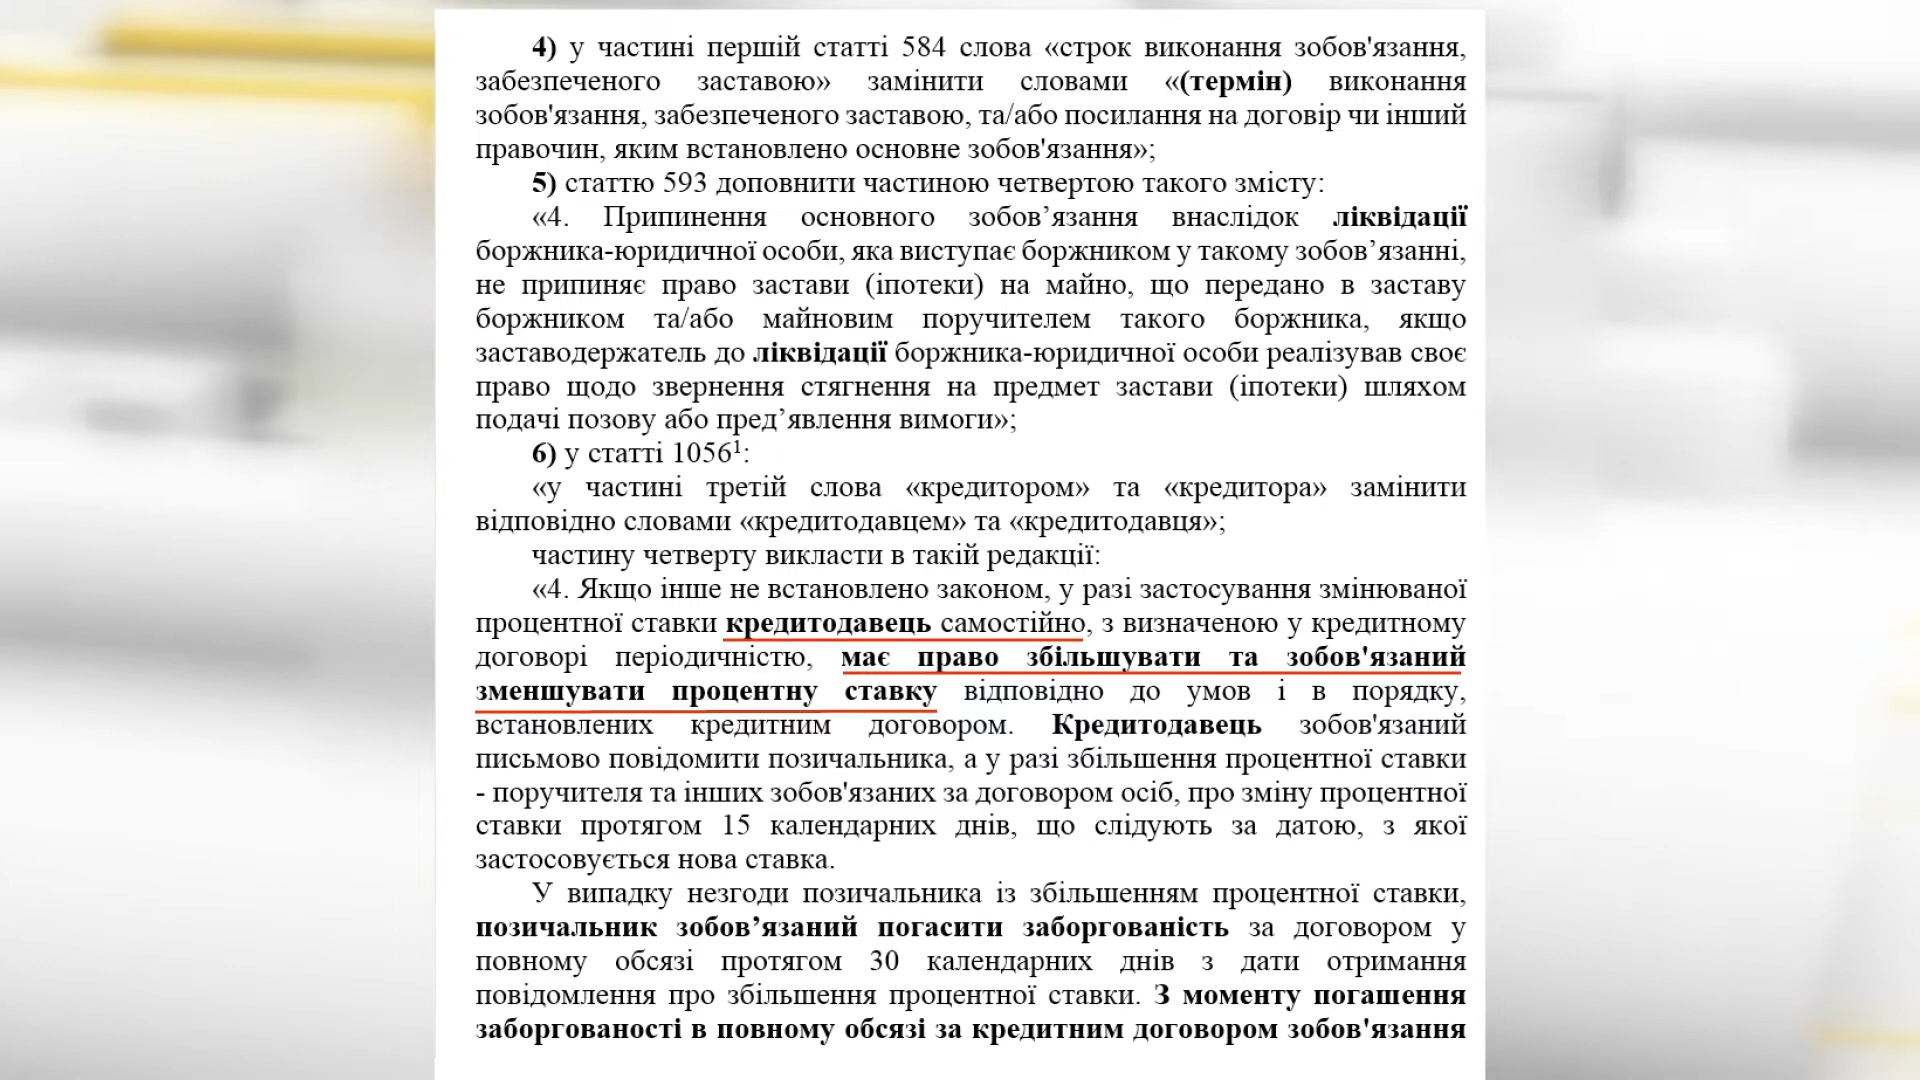 4) у частині першій статті 584 слова «строк виконання зобов'язання,
забезпеченого заставою» замінити словами «(термін) виконання
зобов'язання, забезпеченого заставою, та/або посилання на договір чи інший
правочин, яким встановлено основне зобов'язання»;
5) статтю 593 доповнити частиною четвертою такого змісту:
«4. Припинення основного зобов’язання внаслідок ліквідації
боржника-юридичної особи, яка виступає боржником у такому зобов’язанні,
не припиняє право застави (іпотеки) на майно, що передано в заставу
боржником та/або майновим поручителем такого боржника, якщо
заставодержатель до ліквідації боржника-юридичної особи реалізував своє
право щодо звернення стягнення на предмет застави (іпотеки) шляхом
подачі позову або пред’явлення вимоги»;
6) у статті 1056¹:
«у частині третій слова «кредитором» та «кредитора» замінити
відповідно словами «кредитодавцем» та «кредитодавця»;
частину четверту викласти в такій редакції:
«4. Якщо інше не встановлено законом, у разі застосування змінюваної
процентної ставки кредитодавець самостійно, з визначеною у кредитному
договорі періодичністю, має право збільшувати та зобов'язаний
зменшувати процентну ставку відповідно до умов і в порядку,
встановлених кредитним договором. Кредитодавець зобов'язаний
письмово повідомити позичальника, а у разі збільшення процентної ставки
- поручителя та інших зобов'язаних за договором осіб, про зміну процентної
ставки протягом 15 календарних днів, що слідують за датою, з якої
застосовується нова ставка.
У випадку незгоди позичальника із збільшенням процентної ставки,
позичальник зобов’язаний погасити заборгованість за договором у
повному обсязі протягом 30 календарних днів з дати отримання
повідомлення про збільшення процентної ставки. З моменту погашення
заборгованості в повному обсязі за кредитним договором зобов'язання